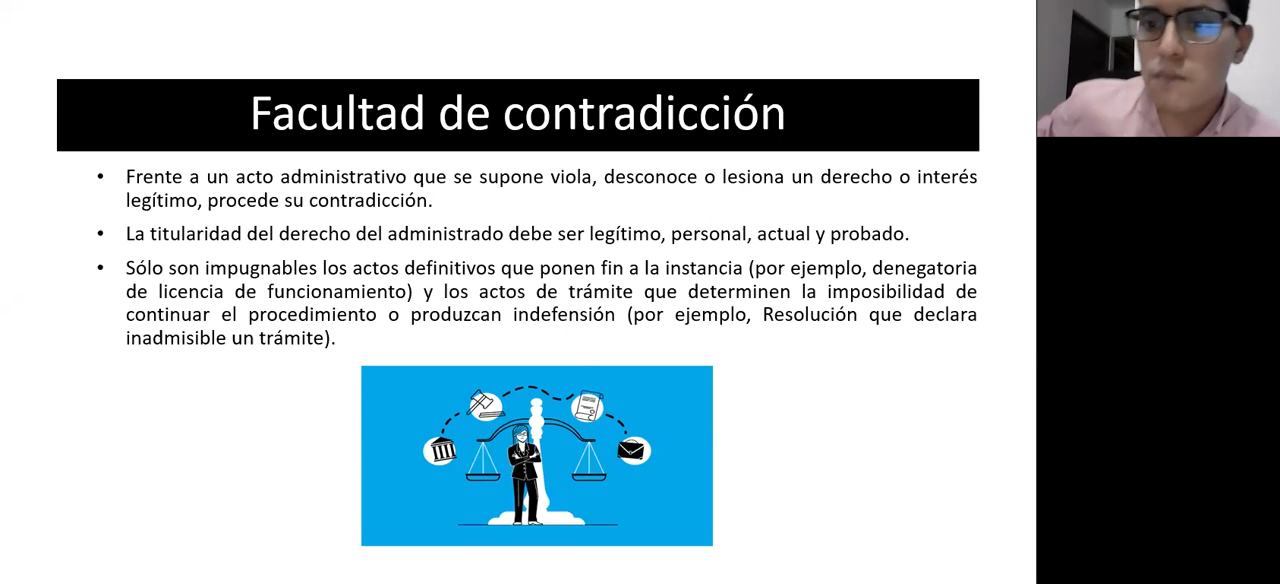 Facultad de contradicción
• Frente a un acto administrativo que se supone viola, desconoce o lesiona un derecho o interés
legítimo, procede su contradicción.
• La titularidad del derecho del administrado debe ser legítimo, personal, actual y probado.
• Sólo son impugnables los actos definitivos que ponen fin a la instancia (por ejemplo, denegatoria
de licencia de funcionamiento) y los actos de trámite que determinen la imposibilidad de
continuar el procedimiento o produzcan indefensión (por ejemplo, Resolución que declara
inadmisible un trámite).